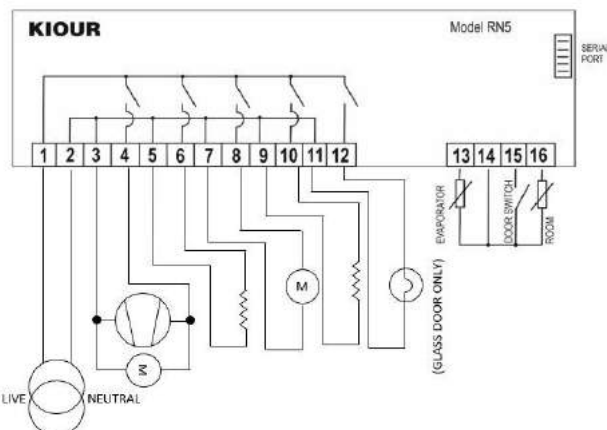 KIOUR
Model RN5
SERIAL
PORT
1 2 3 4 5 6 7 8 9 10 11 12
13 14 15 16
EVAPORATOR
DOOR SWITCH
ROOM
M
(GLASS DOOR ONLY)
M
LIVE NEUTRAL